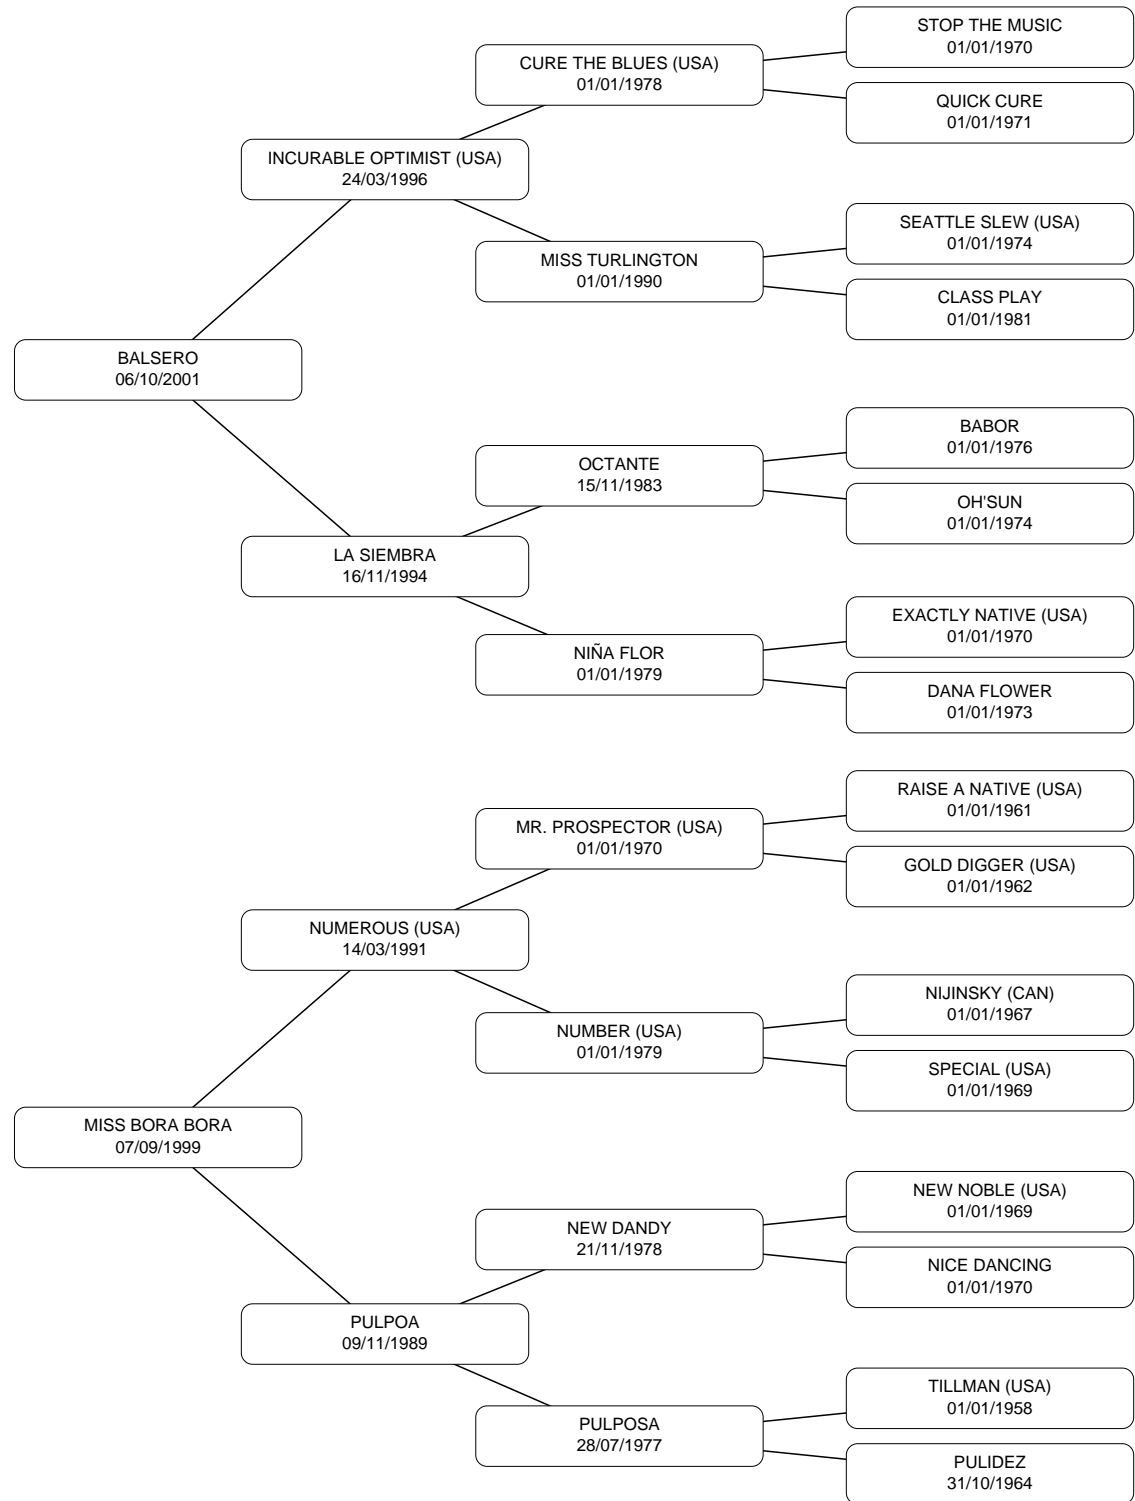 STOP THE MUSIC
01/01/1970
CURE THE BLUES (USA)
01/01/1978
QUICK CURE
01/01/1971
INCURABLE OPTIMIST (USA)
24/03/1996
SEATTLE SLEW (USA)
01/01/1974
MISS TURLINGTON
01/01/1990
CLASS PLAY
01/01/1981
BALSERO
06/10/2001
BABOR
01/01/1976
OCTANTE
15/11/1983
OH'SUN
01/01/1974
LA SIEMBRA
16/11/1994
EXACTLY NATIVE (USA)
01/01/1970
NIÑA FLOR
01/01/1979
DANA FLOWER
01/01/1973
RAISE A NATIVE (USA)
01/01/1961
MR. PROSPECTOR (USA)
01/01/1970
GOLD DIGGER (USA)
01/01/1962
NUMEROUS (USA)
14/03/1991
NIJINSKY (CAN)
01/01/1967
NUMBER (USA)
01/01/1979
SPECIAL (USA)
01/01/1969
MISS BORA BORA
07/09/1999
NEW NOBLE (USA)
01/01/1969
NEW DANDY
21/11/1978
NICE DANCING
01/01/1970
PULPOA
09/11/1989
TILLMAN (USA)
01/01/1958
PULPOSA
28/07/1977
PULIDEZ
31/10/1964